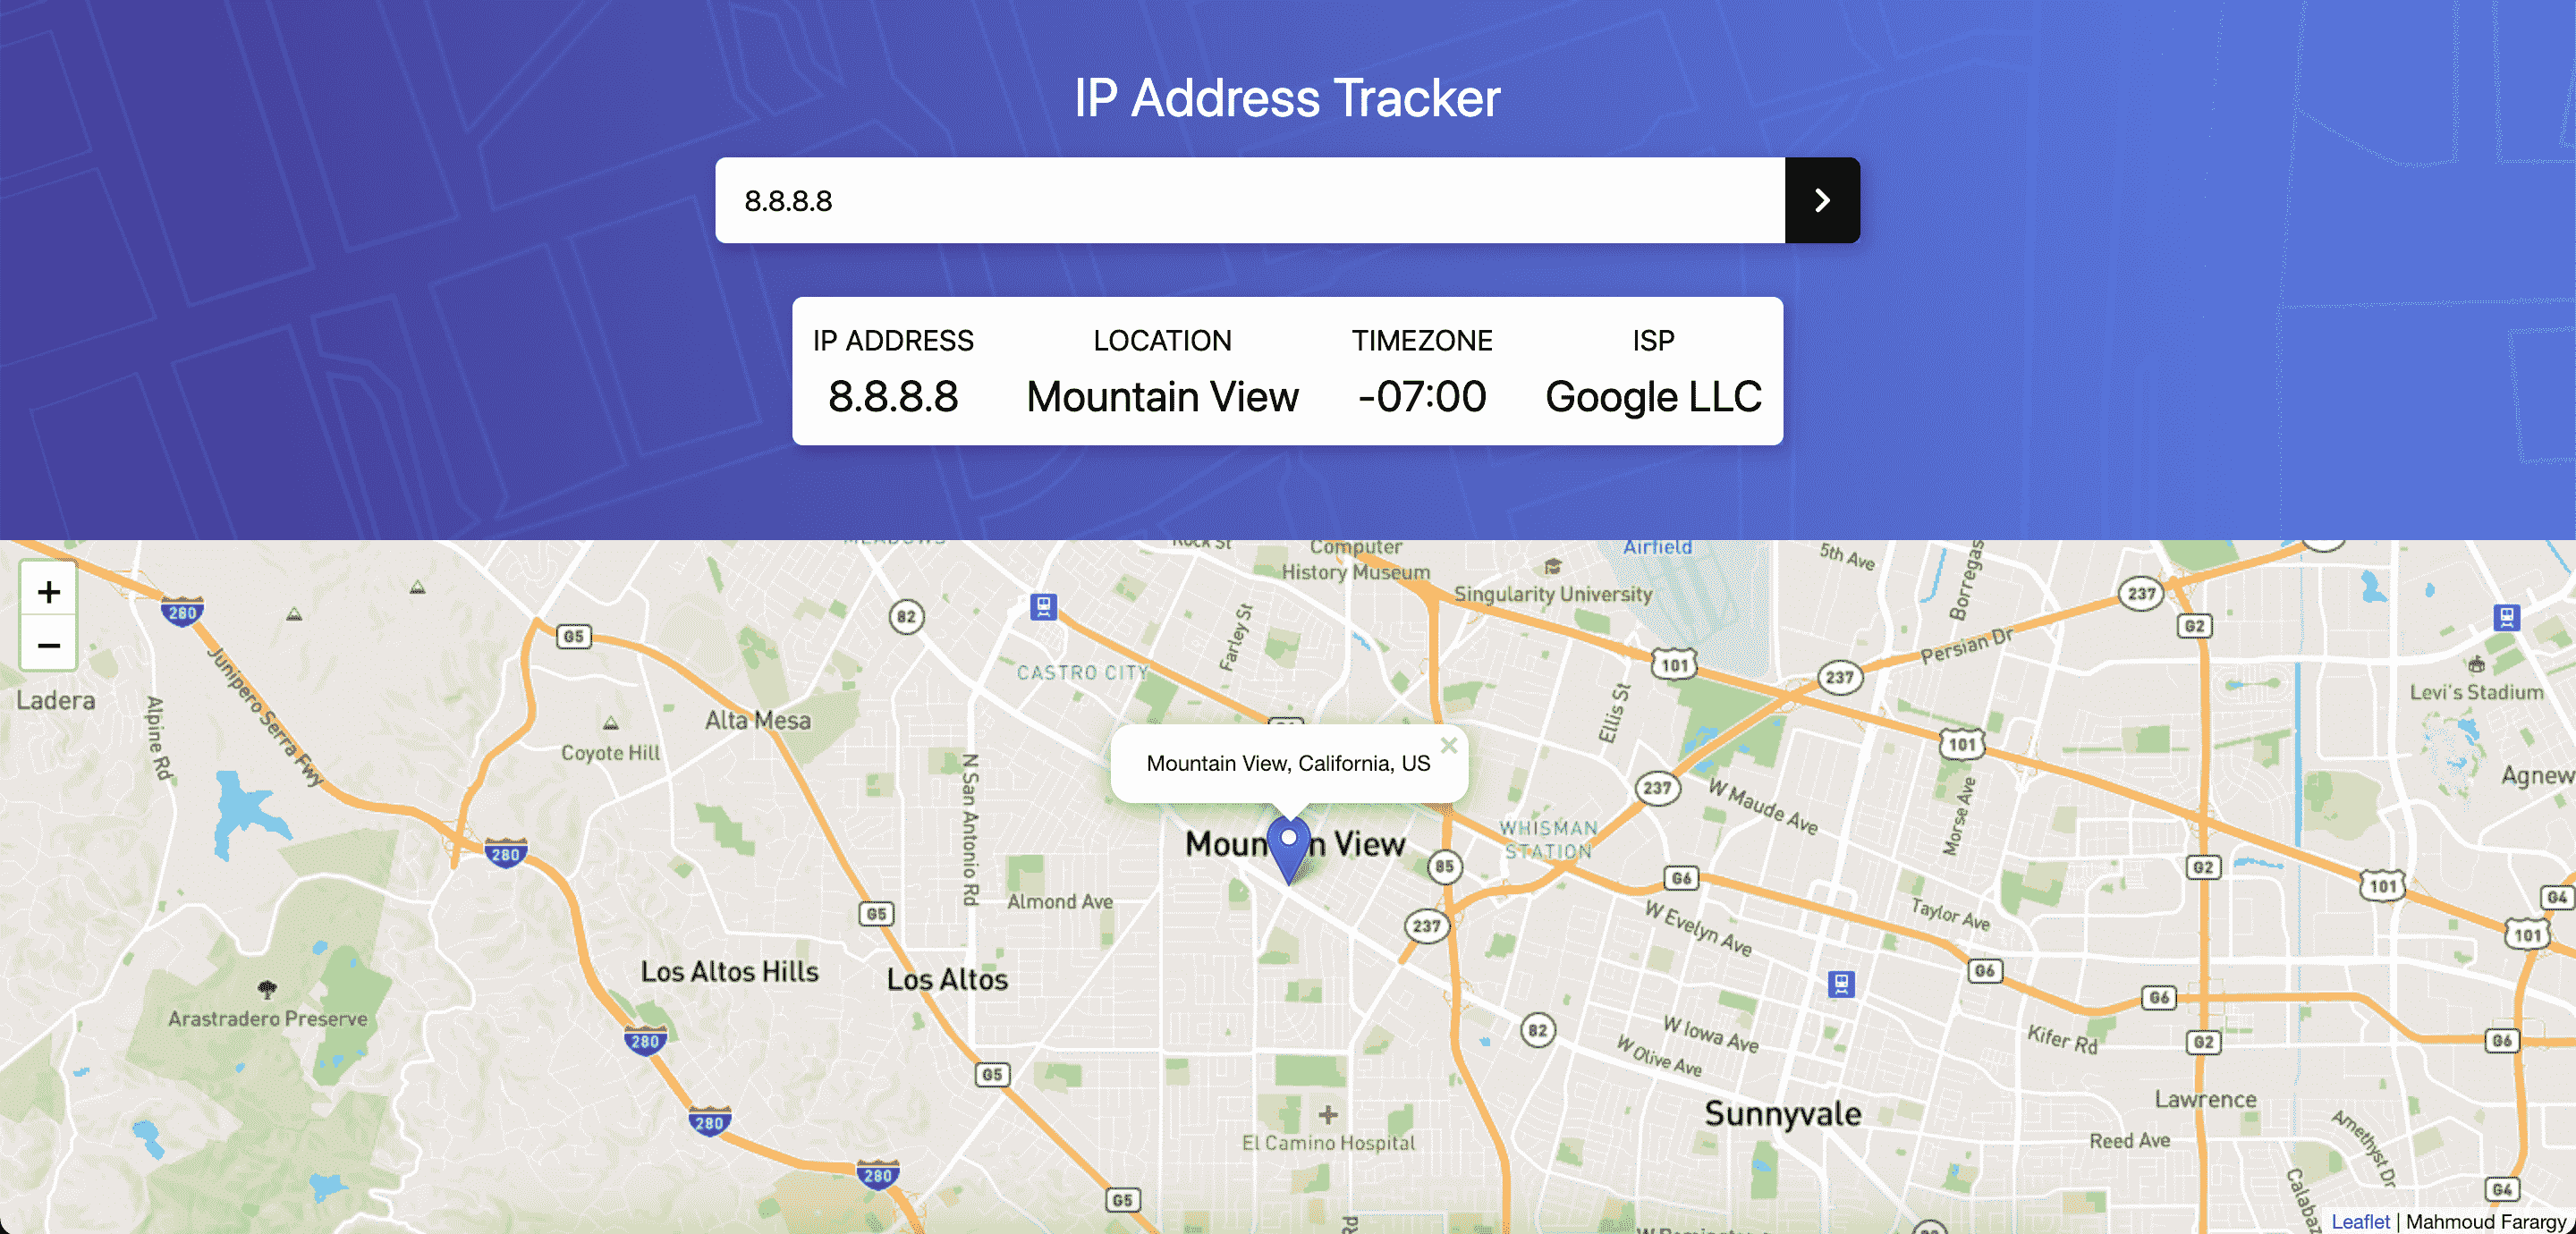 IP Address Tracker
8.8.8.8
IP ADDRESS LOCATION TIMEZONE ISP
8.8.8.8 Mountain View -07:00 Google LLC
Computer
History Museum
Airfield
5th Ave
Borregas
Singularity University
+
−
280
G5
82
Farley St
237
G2
Persian Dr
101
237
Ladera
Alpine Rd
Junipero Serra Fwy
CASTRO CITY
Ellis St
Levi's Stadium
Alta Mesa
Coyote Hill
101
Agnew
Mountain View, California, US
×
N San Antonio Rd
237
W Maude Ave
Morse Ave
WHISMAN
STATION
280
85
G6
G2
101
G4
Almond Ave
G5
237
W Evelyn Ave
Taylor Ave
101
Los Altos Hills
Los Altos
G6
G6
Arastradero Preserve
280
82
W Iowa Ave
W Olive Ave
Kifer Rd
G2
G6
G5
Sunnyvale
Lawrence
280
El Camino Hospital
Reed Ave
Amethyst Dr
280
G5
G4
Leaflet | Mahmoud Farargy